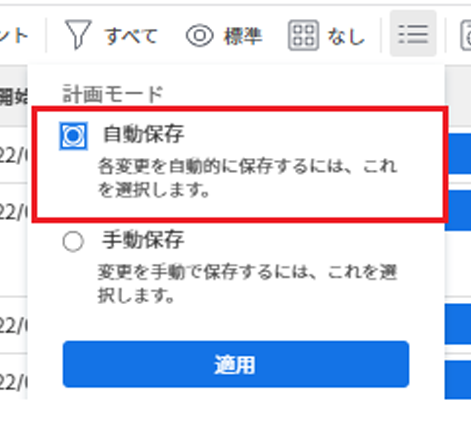 ント
すべて
標準
なし
開始
計画モード
22/0
自動保存
各変更を自動的に保存するには、これ
を選択します。
22/0
手動保存
変更を手動で保存するには、これを選
択します。
22/0
適用
22/0